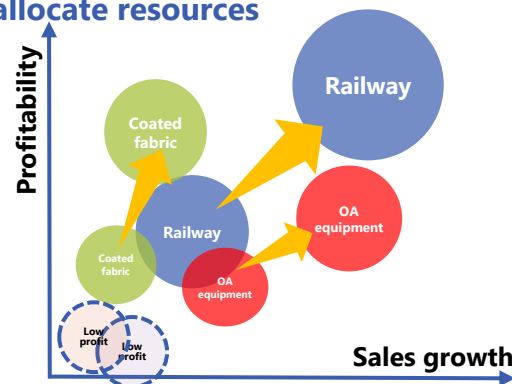 allocate resources
Profitability
Railway
Coated
fabric
OA
equipment
Railway
Coated
fabric
OA
equipment
Low
profit
Low
profit
Sales growth